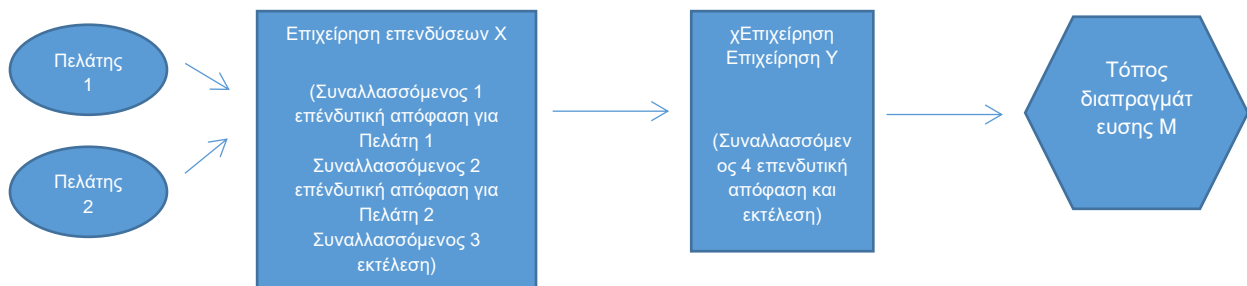 Πελάτης
1
Πελάτης
2
Επιχείρηση επενδύσεων Χ
(Συναλλασσόμενος 1
επένδυτική απόφαση για
Πελάτη 1
Συναλλασσόμενος 2
επένδυτική απόφαση για
Πελάτη 2
Συναλλασσόμενος 3
εκτέλεση)
χΕπιχείρηση
Επιχείρηση Υ
(Συναλλασσόμεν
ος 4 επενδυτική
απόφαση και
εκτέλεση)
Τόπος
διαπραγμάτ
ευσης Μ